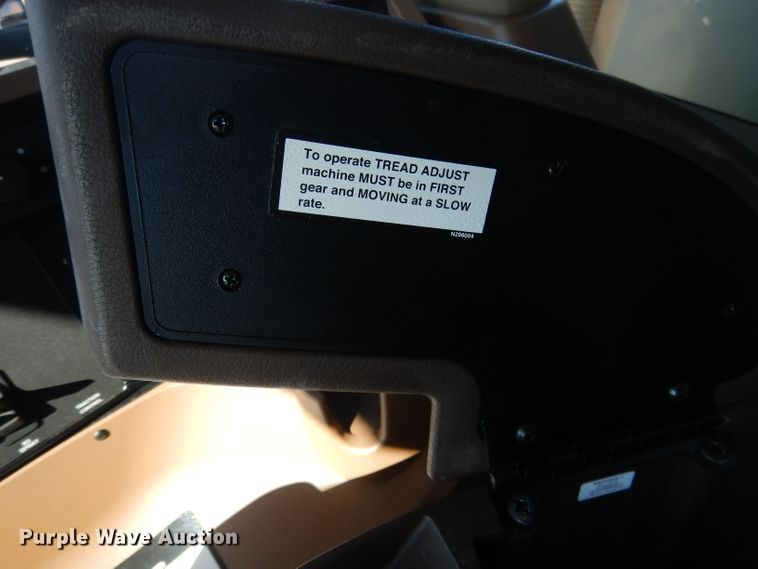 To operate TREAD ADJUST
machine MUST be in FIRST
gear and MOVING at a SLOW
rate.
N206004
Purple Wave Auction